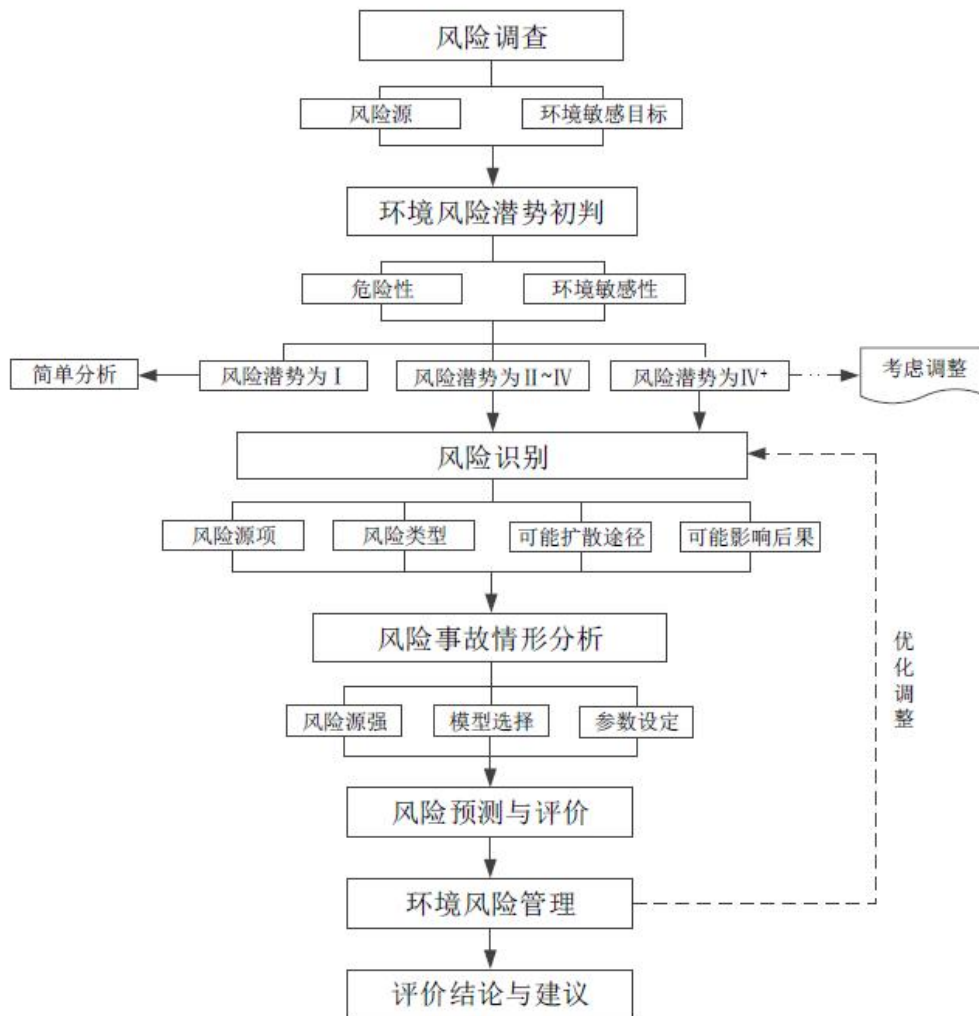 风险调查
风险源
环境敏感目标
环境风险潜势初判
危险性
环境敏感性
简单分析
风险潜势为Ⅰ
风险潜势为Ⅱ~Ⅳ
风险潜势为Ⅳ⁺
考虑调整
风险识别
风险源项
风险类型
可能扩散途径
可能影响后果
风险事故情形分析
风险源强
模型选择
参数设定
优化调整
风险预测与评价
环境风险管理
评价结论与建议